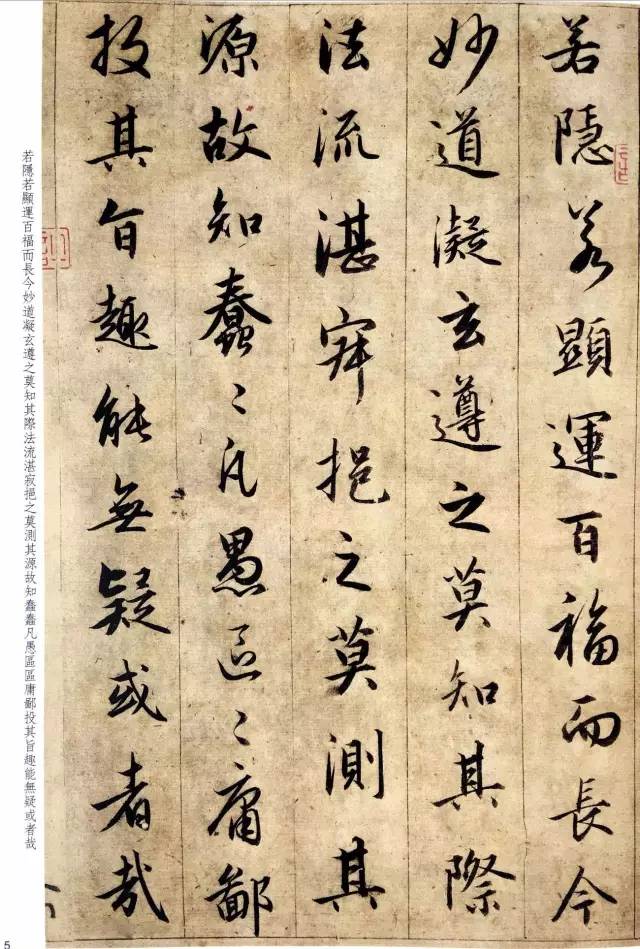 若隱若顯運百福而長今
妙道凝玄遵之莫知其際
法流湛寂挹之莫測其
源故知蠢〻凡愚區〻庸鄙
投其旨趣能無疑或者哉
若隱若顯運百福而長今妙道凝玄遵之莫知其際法流湛寂挹之莫測其源故知蠢蠢凡愚區區庸鄙投其旨趣能無疑或者哉
5